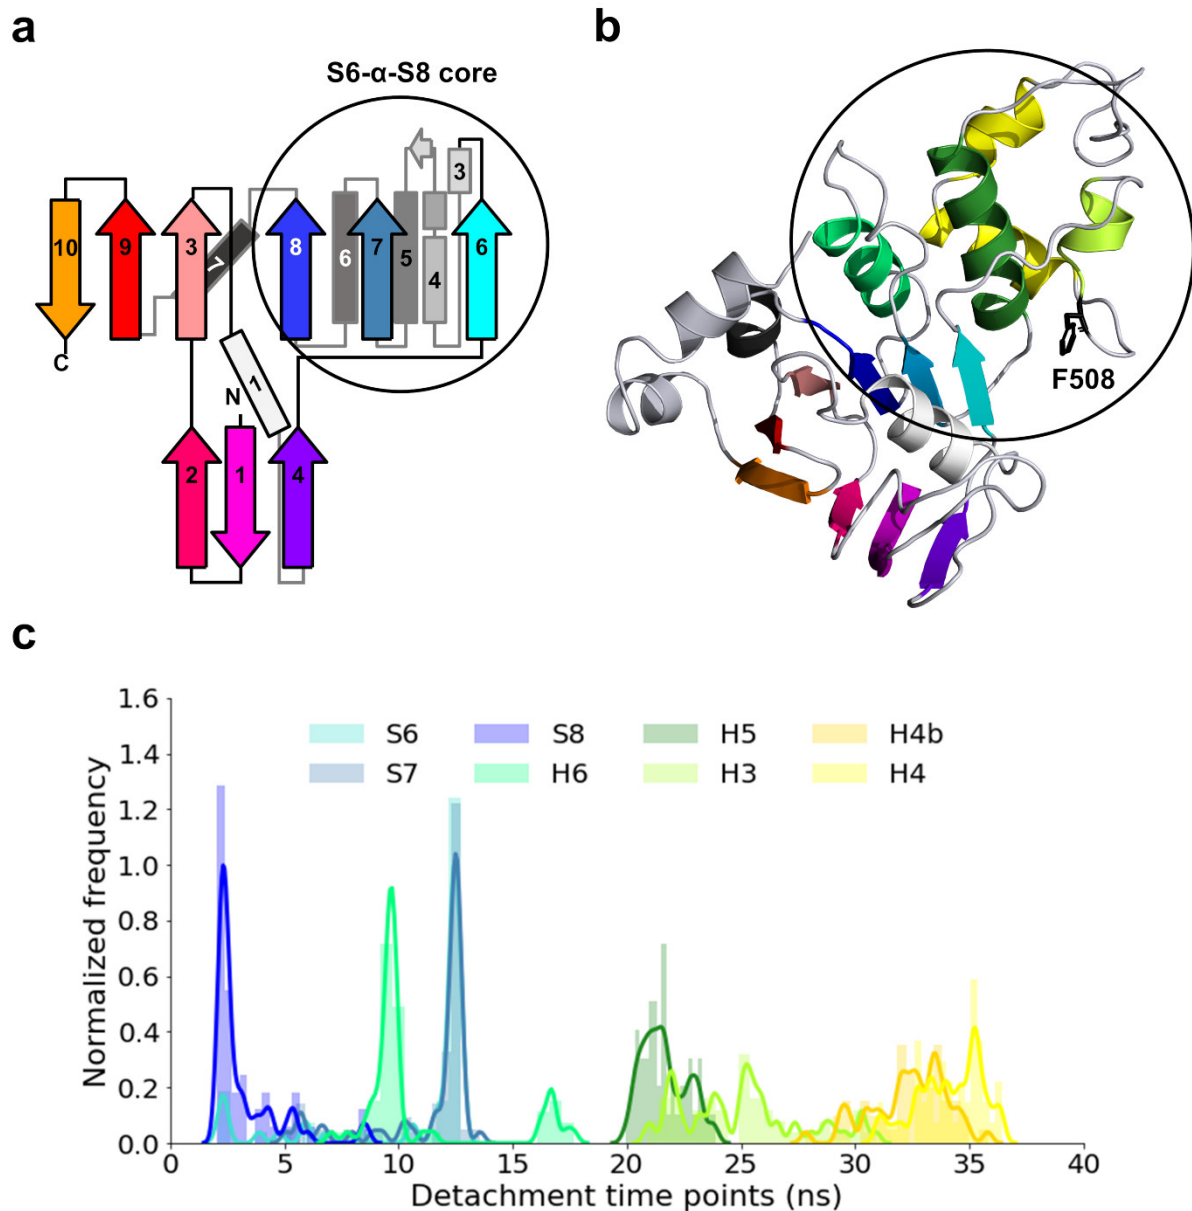 a
b
S6-α-S8 core
3
10
9
3
7
8
6
7
5
4
6
C
N
1
2
1
4
F508
c
Normalized frequency
1.6
1.4
1.2
1.0
0.8
0.6
0.4
0.2
0.0
S6 S8 H5 H4b
S7 H6 H3 H4
0 5 10 15 20 25 30 35 40
Detachment time points (ns)